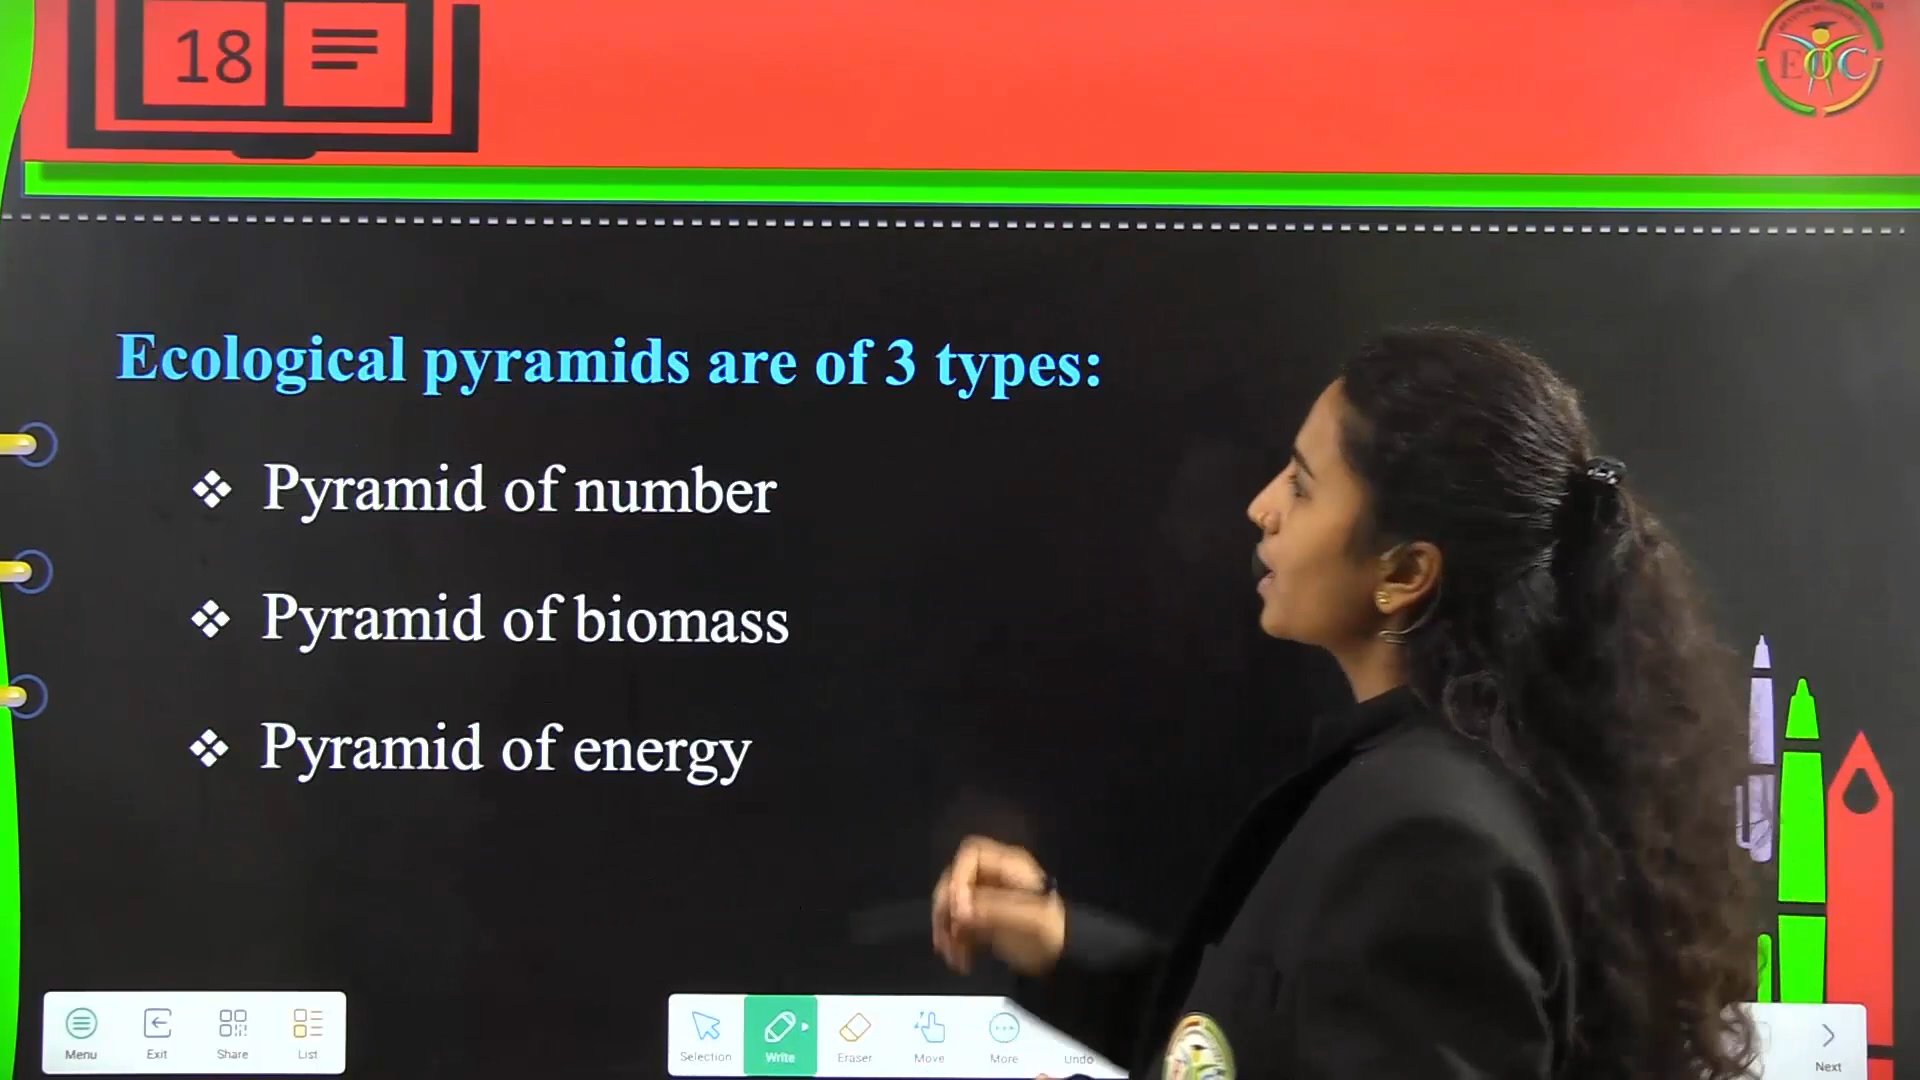 18
EOC
Ecological pyramids are of 3 types:
❖ Pyramid of number
❖ Pyramid of biomass
❖ Pyramid of energy
Menu
Exit
Share
List
Selection
Write
Eraser
Move
More
Undo
Next